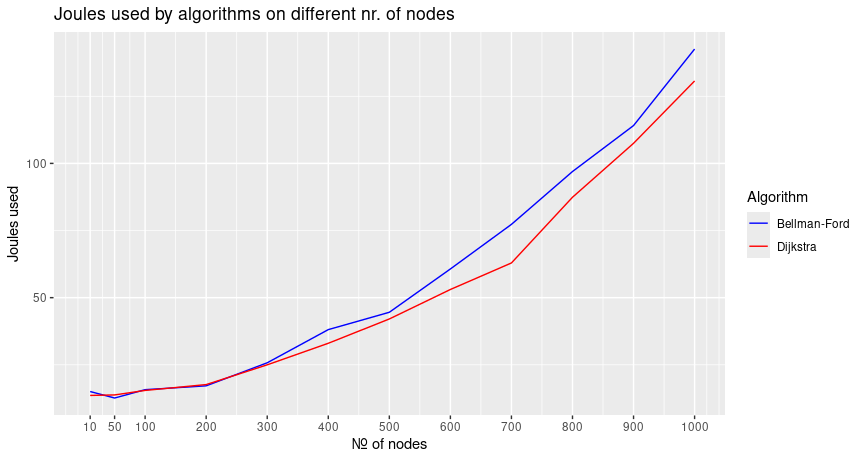 Joules used by algorithms on different nr. of nodes
Joules used
100
50
10 50 100 200 300 400 500 600 700 800 900 1000
№ of nodes
Algorithm
Bellman-Ford
Dijkstra